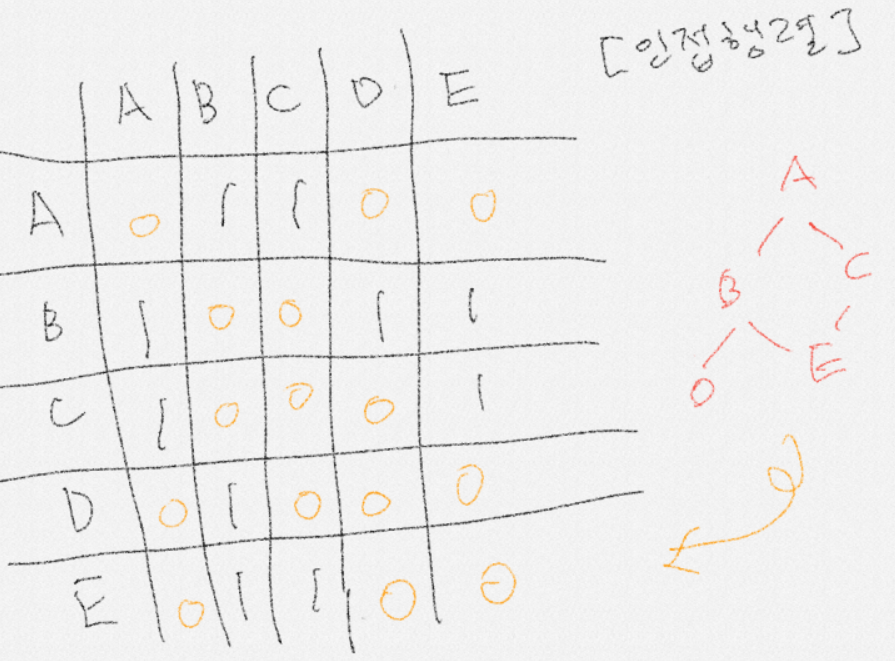 [인접행렬]
A B C D E
A 0 1 1 0 0
B 1 0 0 1 1
C 1 0 0 0 1
D 0 1 0 0 0
E 0 1 1 0 0
A
B C
D E